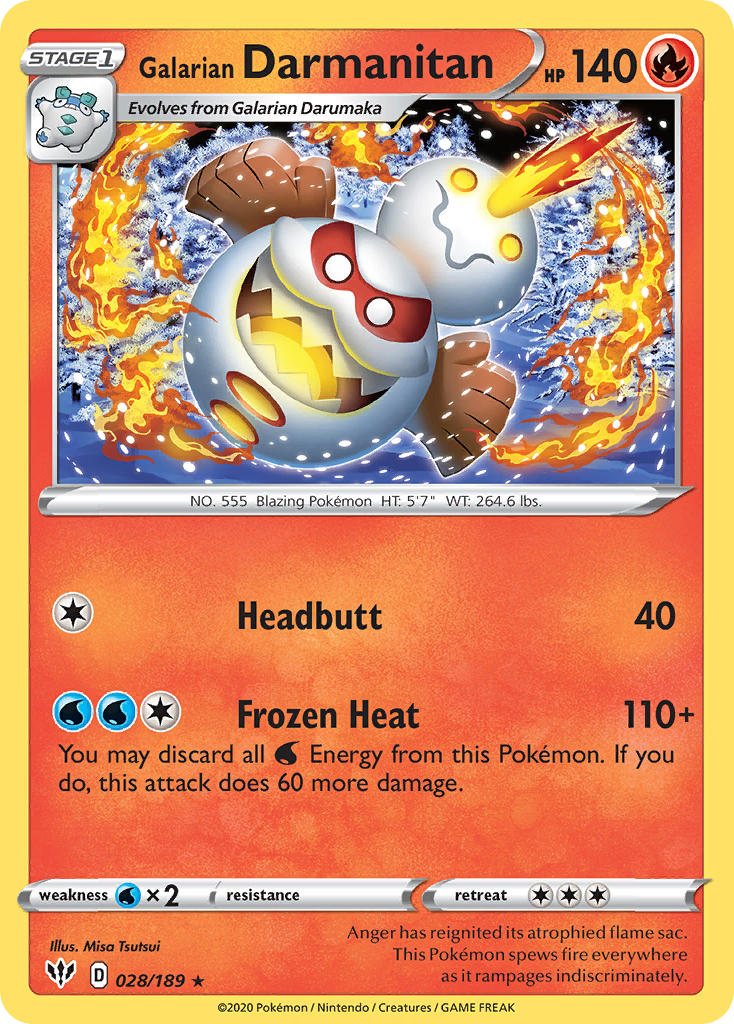 STAGE 1
Galarian Darmanitan HP 140
Evolves from Galarian Darumaka
NO. 555 Blazing Pokémon HT: 5'7" WT: 264.6 lbs.
Headbutt 40
Frozen Heat 110+
You may discard all Energy from this Pokémon. If you
do, this attack does 60 more damage.
weakness ×2 resistance retreat
Illus. Misa Tsutsui
Anger has reignited its atrophied flame sac.
This Pokémon spews fire everywhere
as it rampages indiscriminately.
D 028/189 ★
©2020 Pokémon / Nintendo / Creatures / GAME FREAK